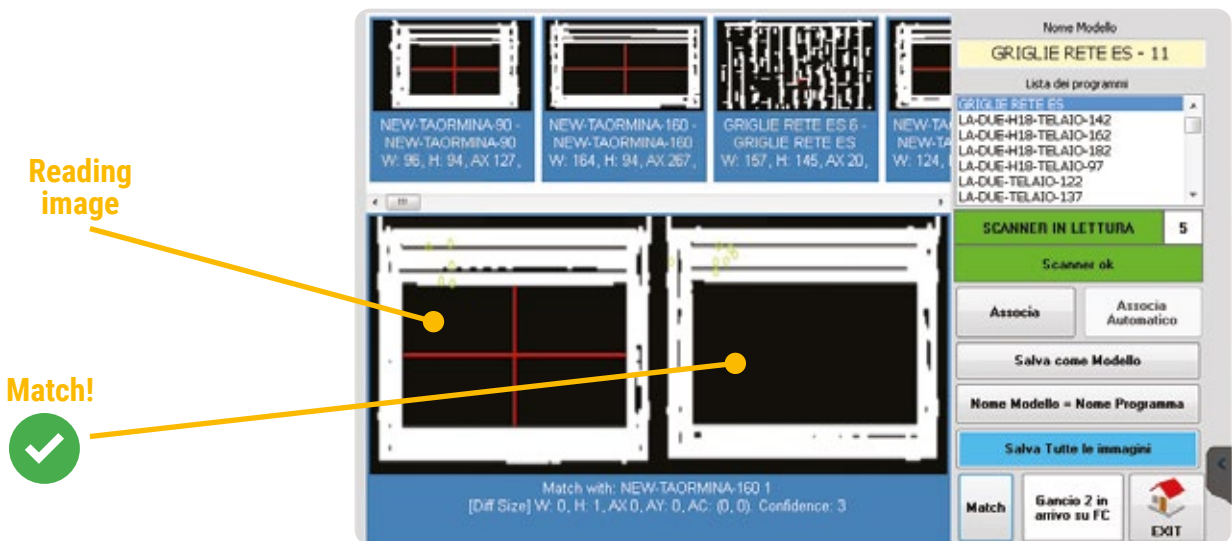 Reading
image
Match!
NEW-TAORMINA-90 -
NEW-TAORMINA-90
W: 96, H: 94, AX 127,
NEW-TAORMINA-160 -
NEW-TAORMINA-160
W: 164, H: 94, AX 267,
GRIGLIE RETE ES 6 -
GRIGLIE RETE ES
W: 157, H: 145, AX 20,
NEW-TA
NEW-TA
W: 124,
Match with: NEW-TAORMINA-160 1
[Diff Size] W: 0, H: 1, AX 0, AY: 0, AC: (0, 0). Confidence: 3
Nome Modello
GRIGLIE RETE ES - 11
Lista dei programmi
GRIGLIE RETE ES
LA-DUE-H18-TELAIO-142
LA-DUE-H18-TELAIO-162
LA-DUE-H18-TELAIO-182
LA-DUE-H18-TELAIO-97
LA-DUE-TELAIO-122
LA-DUE-TELAIO-137
SCANNER IN LETTURA 5
Scanner ok
Associa
Associa
Automatico
Salva come Modello
Nome Modello = Nome Programma
Salva Tutte le immagini
Match
Gancio 2 in
arrivo su FC
EXIT